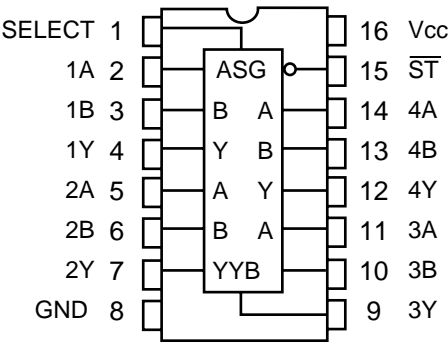 SELECT 1 16 Vcc
1A 2 ASG 15 ST
1B 3 B A 14 4A
1Y 4 Y B 13 4B
2A 5 A Y 12 4Y
2B 6 B A 11 3A
2Y 7 YYB 10 3B
GND 8 9 3Y